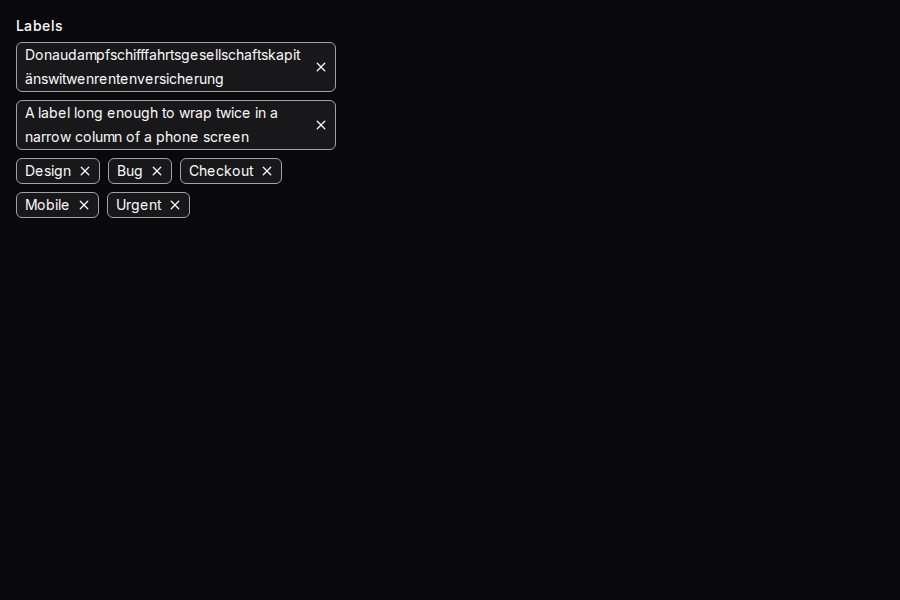 Labels
Donaudampfschifffahrtsgesellschaftskapit
änswitwenrentenversicherung
A label long enough to wrap twice in a
narrow column of a phone screen
Design Bug Checkout
Mobile Urgent